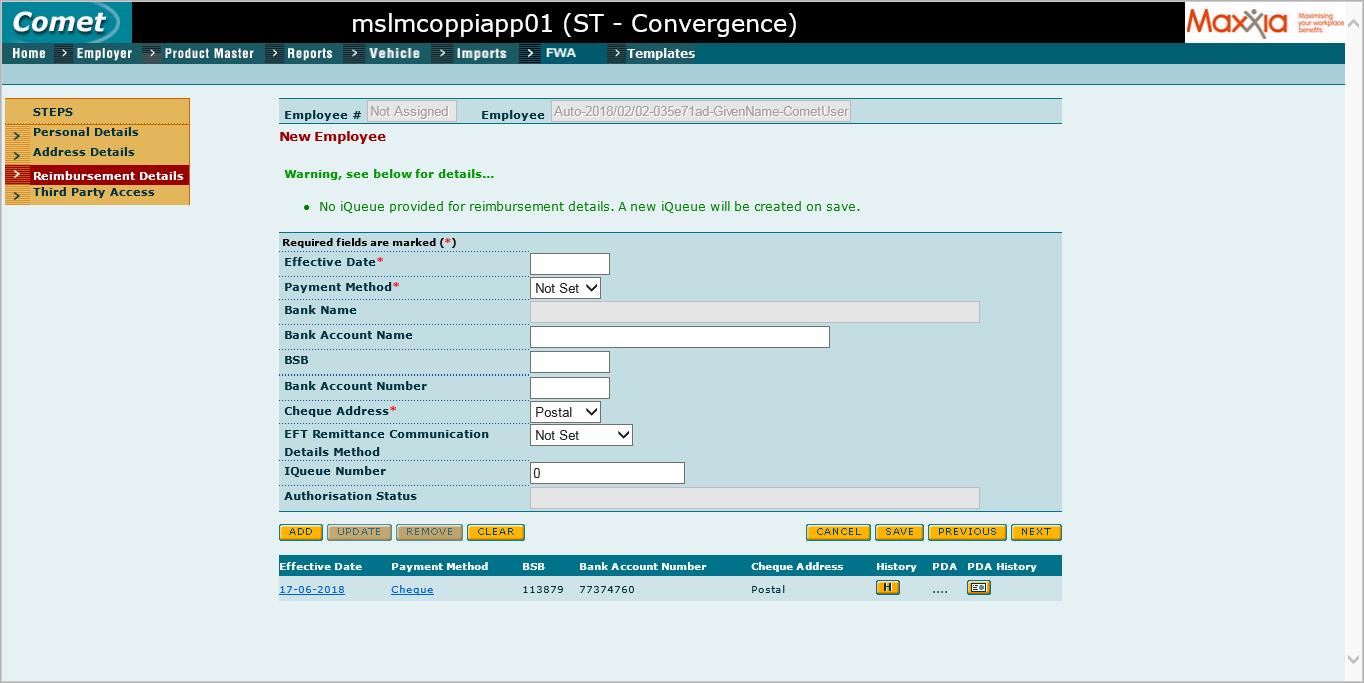 Comet
mslmcoppiapp01 (ST - Convergence)
Maxxia Maximising your workplace benefits
Home > Employer > Product Master > Reports > Vehicle > Imports > FWA > Templates
STEPS
> Personal Details
> Address Details
> Reimbursement Details
> Third Party Access
Employee # Not Assigned Employee Auto-2018/02/02-035e71ad-GivenName-CometUser
New Employee
Warning, see below for details...
• No iQueue provided for reimbursement details. A new iQueue will be created on save.
Required fields are marked (*)
Effective Date*
Payment Method* Not Set
Bank Name
Bank Account Name
BSB
Bank Account Number
Cheque Address* Postal
EFT Remittance Communication
Details Method Not Set
IQueue Number 0
Authorisation Status
ADD UPDATE REMOVE CLEAR CANCEL SAVE PREVIOUS NEXT
Effective Date Payment Method BSB Bank Account Number Cheque Address History PDA PDA History
17-06-2018 Cheque 113879 77374760 Postal H ....